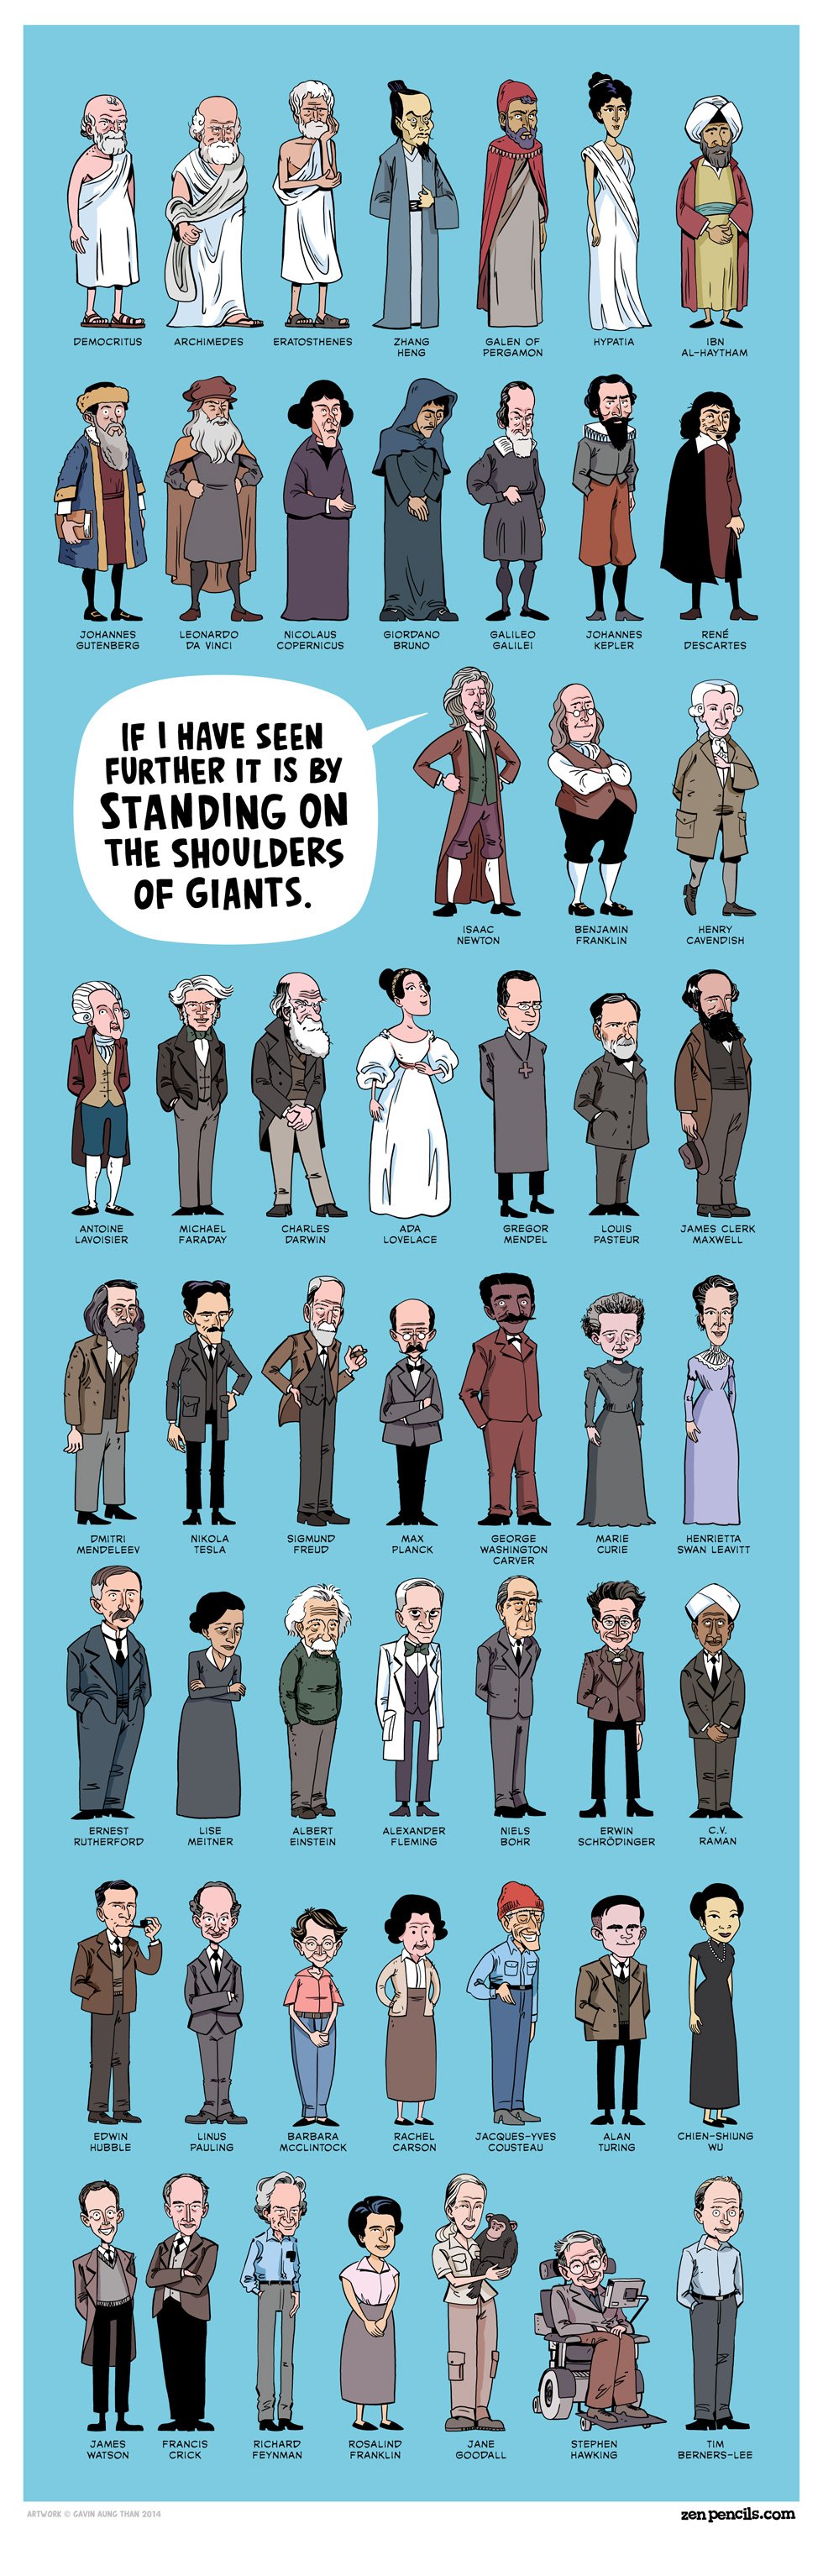 DEMOCRITUS
ARCHIMEDES
ERATOSTHENES
ZHANG
HENG
GALEN OF
PERGAMON
HYPATIA
IBN
AL-HAYTHAM
JOHANNES
GUTENBERG
LEONARDO
DA VINCI
NICOLAUS
COPERNICUS
GIORDANO
BRUNO
GALILEO
GALILEI
JOHANNES
KEPLER
RENÉ
DESCARTES
IF I HAVE SEEN
FURTHER IT IS BY
STANDING ON
THE SHOULDERS
OF GIANTS.
ISAAC
NEWTON
BENJAMIN
FRANKLIN
HENRY
CAVENDISH
ANTOINE
LAVOISIER
MICHAEL
FARADAY
CHARLES
DARWIN
ADA
LOVELACE
GREGOR
MENDEL
LOUIS
PASTEUR
JAMES CLERK
MAXWELL
DMITRI
MENDELEEV
NIKOLA
TESLA
SIGMUND
FREUD
MAX
PLANCK
GEORGE
WASHINGTON
CARVER
MARIE
CURIE
HENRIETTA
SWAN LEAVITT
ERNEST
RUTHERFORD
LISE
MEITNER
ALBERT
EINSTEIN
ALEXANDER
FLEMING
NIELS
BOHR
ERWIN
SCHRÖDINGER
C.V.
RAMAN
EDWIN
HUBBLE
LINUS
PAULING
BARBARA
McCLINTOCK
RACHEL
CARSON
JACQUES-YVES
COUSTEAU
ALAN
TURING
CHIEN-SHIUNG
WU
JAMES
WATSON
FRANCIS
CRICK
RICHARD
FEYNMAN
ROSALIND
FRANKLIN
JANE
GOODALL
STEPHEN
HAWKING
TIM
BERNERS-LEE
ARTWORK © GAVIN AUNG THAN 2014
zenpencils.com